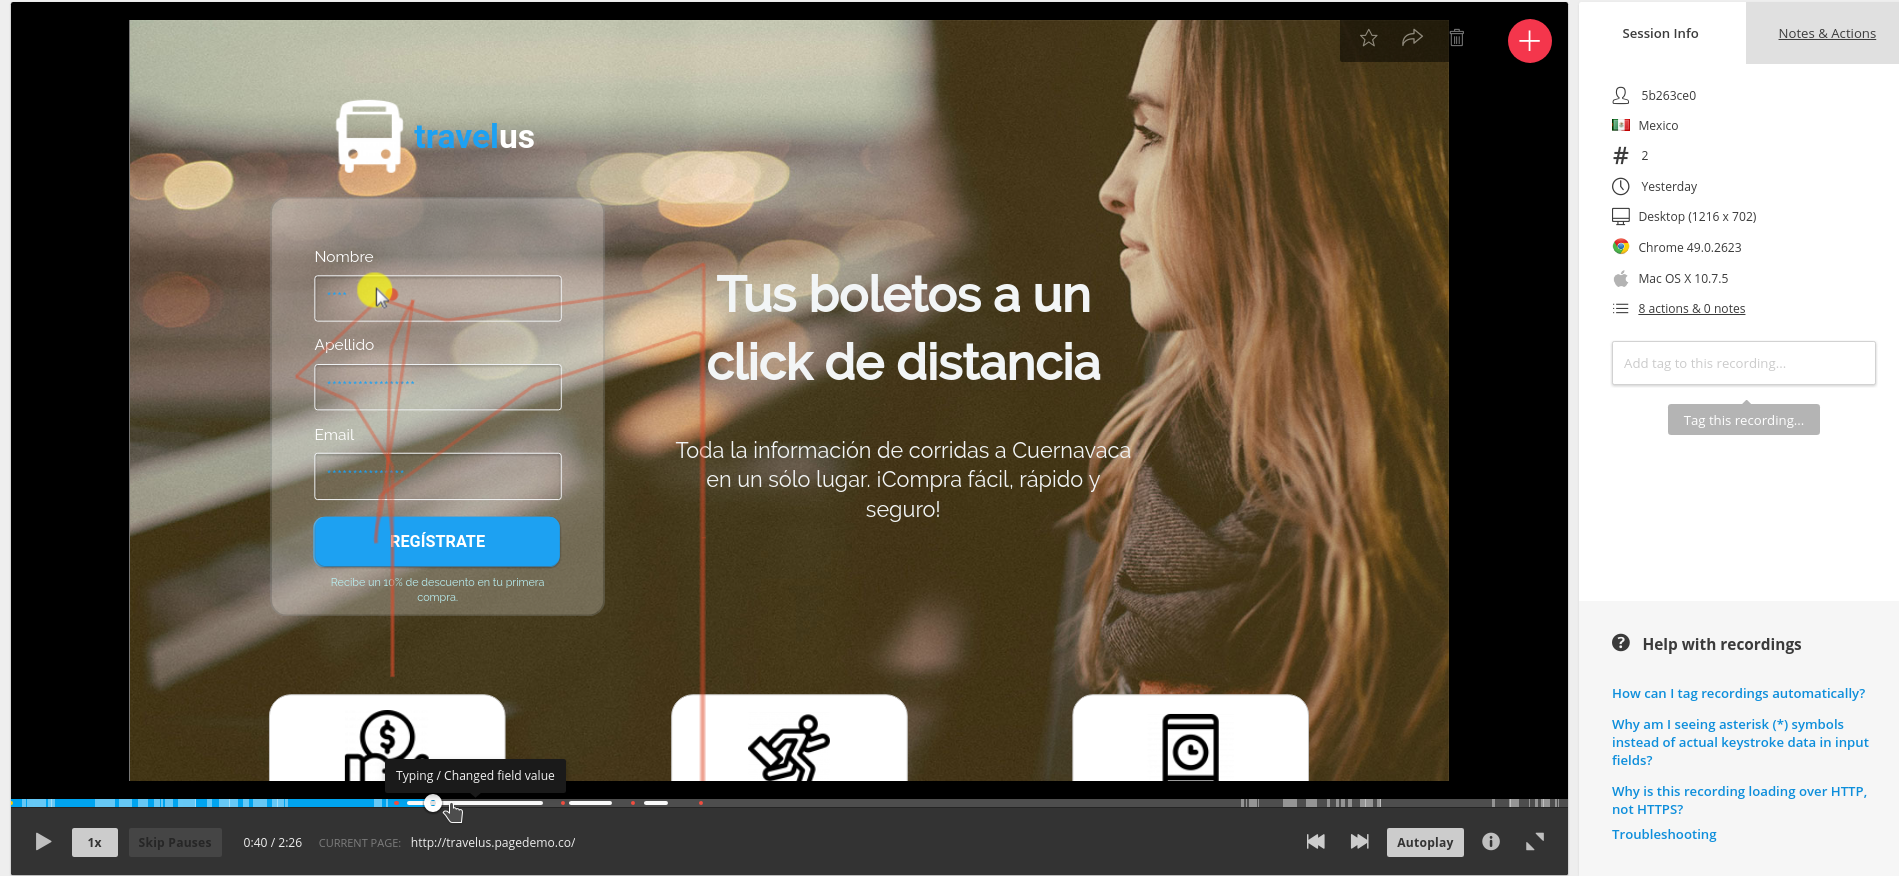 travelus
Nombre
Apellido
Email
REGÍSTRATE
Recibe un 10% de descuento en tu primera
compra.
Tus boletos a un
click de distancia
Toda la información de corridas a Cuernavaca
en un sólo lugar. ¡Compra fácil, rápido y
seguro!
$
Typing / Changed field value
1x
Skip Pauses
0:40 / 2:26
CURRENT PAGE: http://travelus.pagedemo.co/
Autoplay
Session Info
Notes & Actions
5b263ce0
Mexico
# 2
Yesterday
Desktop (1216 x 702)
Chrome 49.0.2623
Mac OS X 10.7.5
8 actions & 0 notes
Add tag to this recording...
Tag this recording...
Help with recordings
How can I tag recordings automatically?
Why am I seeing asterisk (*) symbols
instead of actual keystroke data in input
fields?
Why is this recording loading over HTTP,
not HTTPS?
Troubleshooting